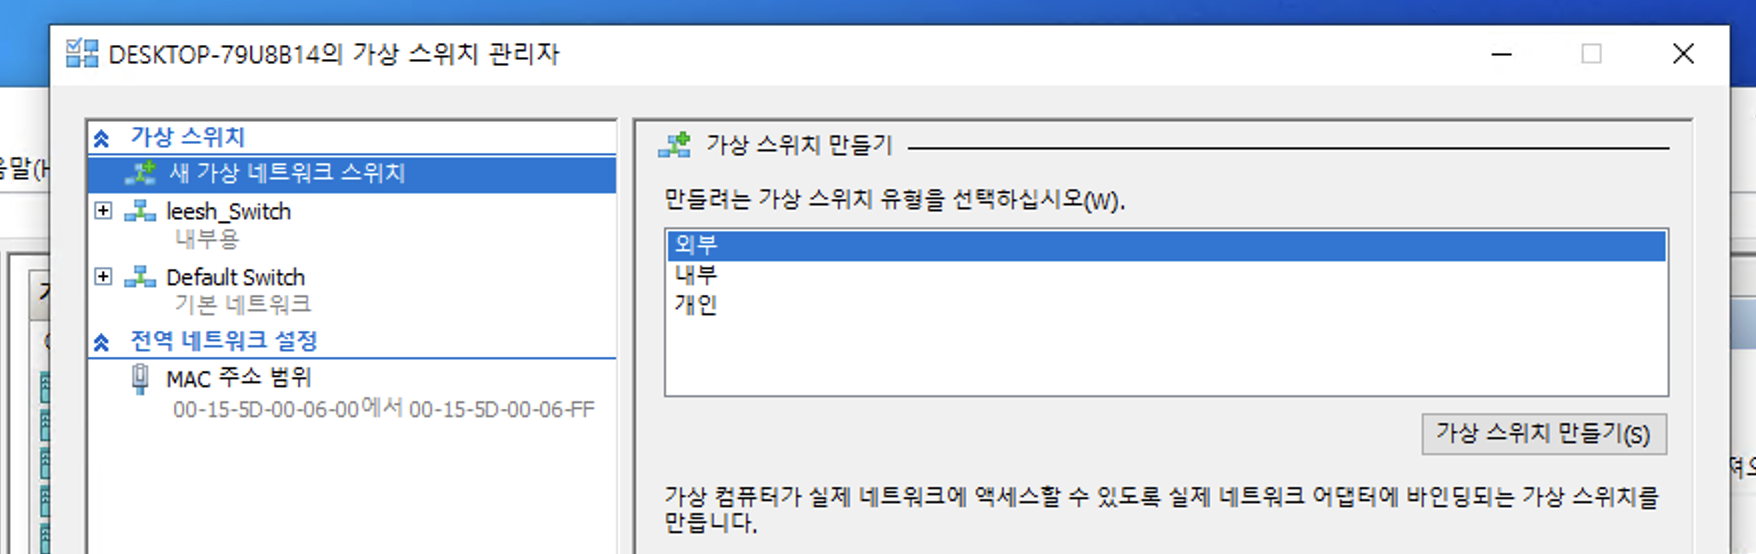 DESKTOP-79U8B14의 가상 스위치 관리자
가상 스위치
새 가상 네트워크 스위치
leesh_Switch
내부용
Default Switch
기본 네트워크
전역 네트워크 설정
MAC 주소 범위
00-15-5D-00-06-00에서 00-15-5D-00-06-FF
가상 스위치 만들기
만들려는 가상 스위치 유형을 선택하십시오(W).
외부
내부
개인
가상 스위치 만들기(S)
가상 컴퓨터가 실제 네트워크에 액세스할 수 있도록 실제 네트워크 어댑터에 바인딩되는 가상 스위치를
만듭니다.